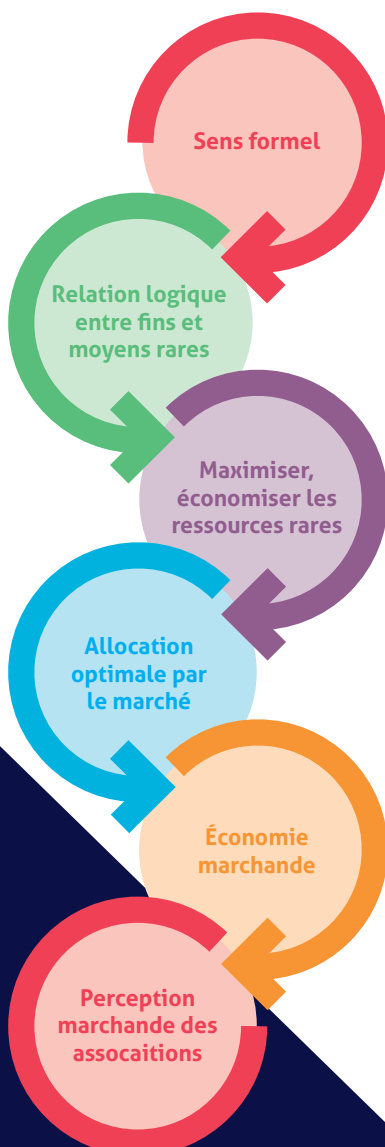 Sens formel
Relation logique
entre fins et
moyens rares
Maximiser,
économiser les
ressources rares
Allocation
optimale par
le marché
Économie
marchande
Perception
marchande des
assocaitions